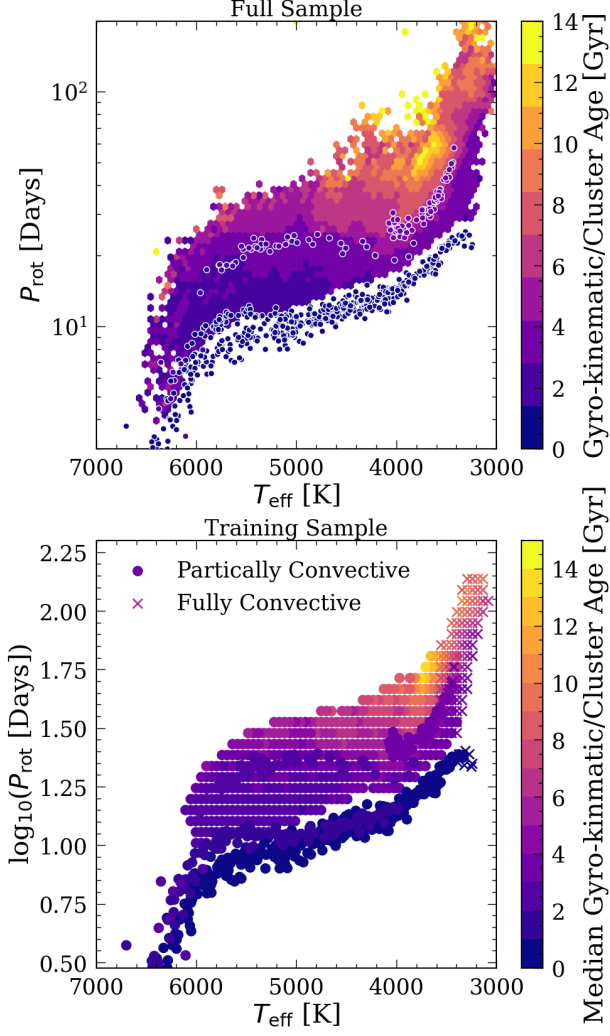 Full Sample
14
12
10
8
6
4
2
0
Gyro-kinematic/Cluster Age [Gyr]
10²
10¹
P_rot [Days]
7000 6000 5000 4000 3000
T_eff [K]
Training Sample
Partically Convective
Fully Convective
2.25
2.00
1.75
1.50
1.25
1.00
0.75
0.50
log₁₀(P_rot [Days])
14
12
10
8
6
4
2
0
Median Gyro-kinmatic/Cluster Age [Gyr]
7000 6000 5000 4000 3000
T_eff [K]